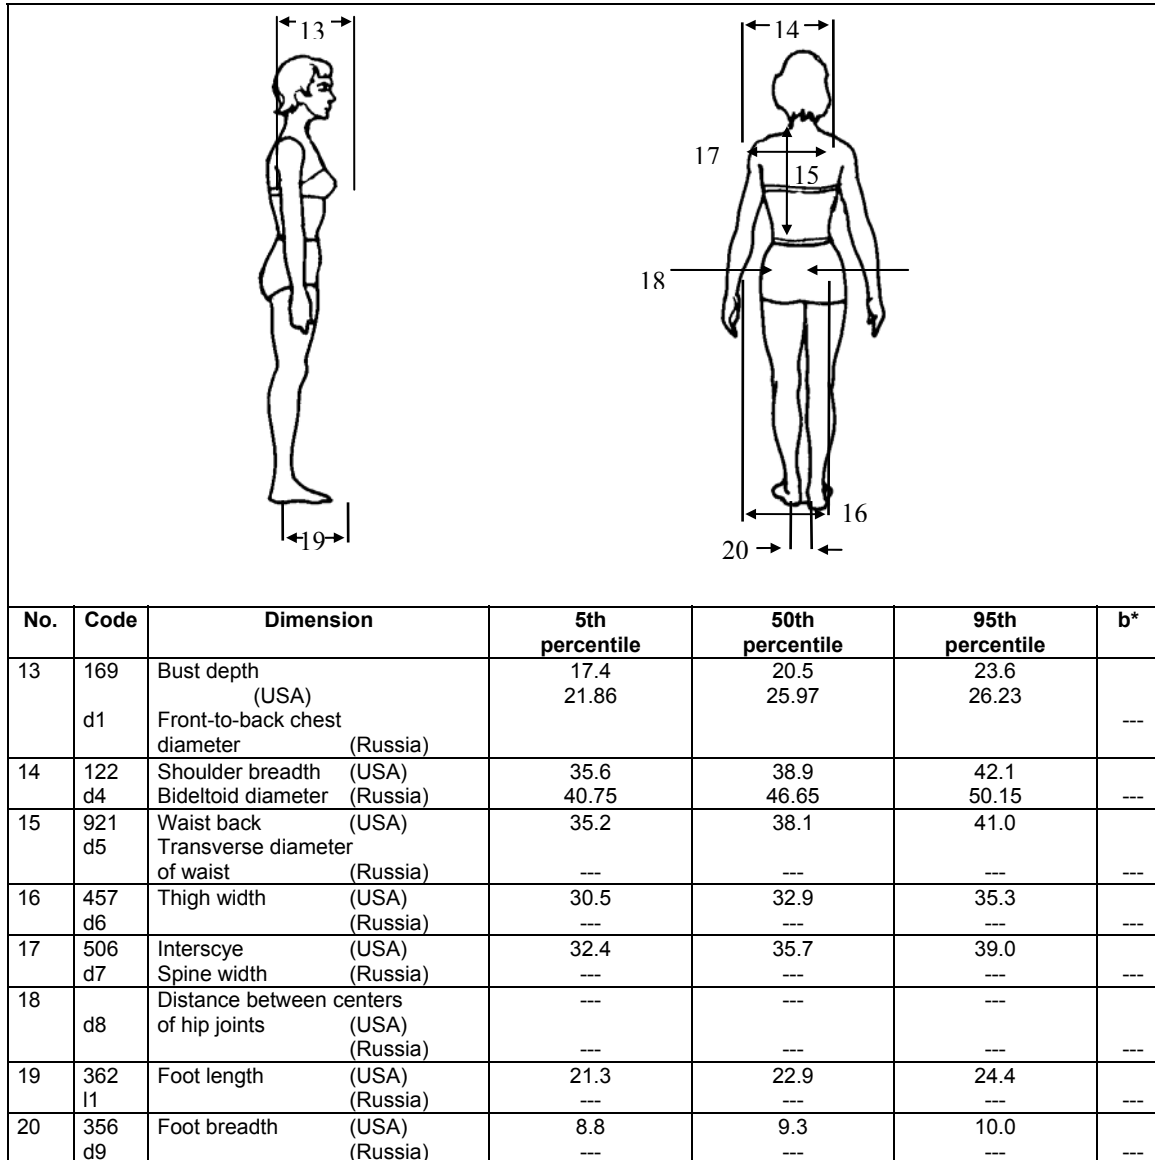 13
14
17
15
18
16
19
20
No. Code Dimension 5th percentile 50th percentile 95th percentile b*
13 169 Bust depth 17.4 20.5 23.6
(USA) 21.86 25.97 26.23
d1 Front-to-back chest ---
diameter (Russia)
14 122 Shoulder breadth (USA) 35.6 38.9 42.1
d4 Bideltoid diameter (Russia) 40.75 46.65 50.15 ---
15 921 Waist back (USA) 35.2 38.1 41.0
d5 Transverse diameter
of waist (Russia) --- --- --- ---
16 457 Thigh width (USA) 30.5 32.9 35.3
d6 (Russia) --- --- --- ---
17 506 Interscye (USA) 32.4 35.7 39.0
d7 Spine width (Russia) --- --- --- ---
18 Distance between centers --- --- ---
d8 of hip joints (USA)
(Russia) --- --- --- ---
19 362 Foot length (USA) 21.3 22.9 24.4
l1 (Russia) --- --- --- ---
20 356 Foot breadth (USA) 8.8 9.3 10.0
d9 (Russia) --- --- --- ---